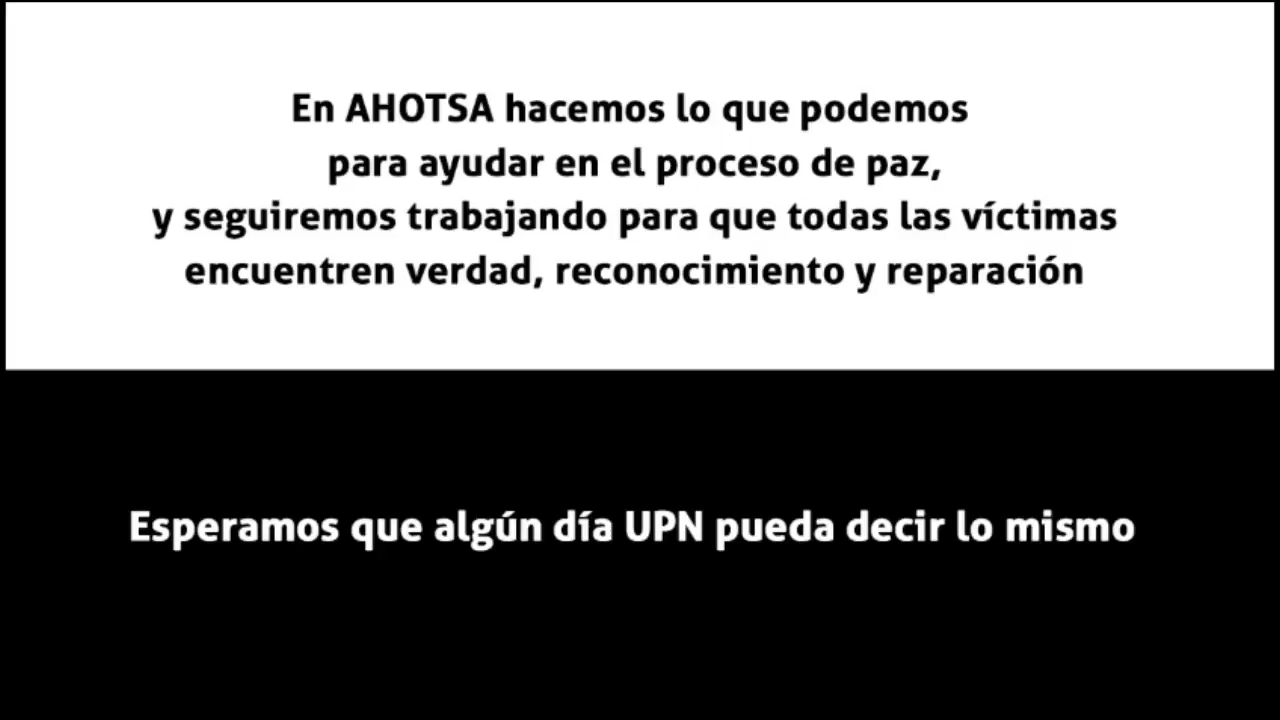 En AHOTSA hacemos lo que podemos
para ayudar en el proceso de paz,
y seguiremos trabajando para que todas las víctimas
encuentren verdad, reconocimiento y reparación
Esperamos que algún día UPN pueda decir lo mismo